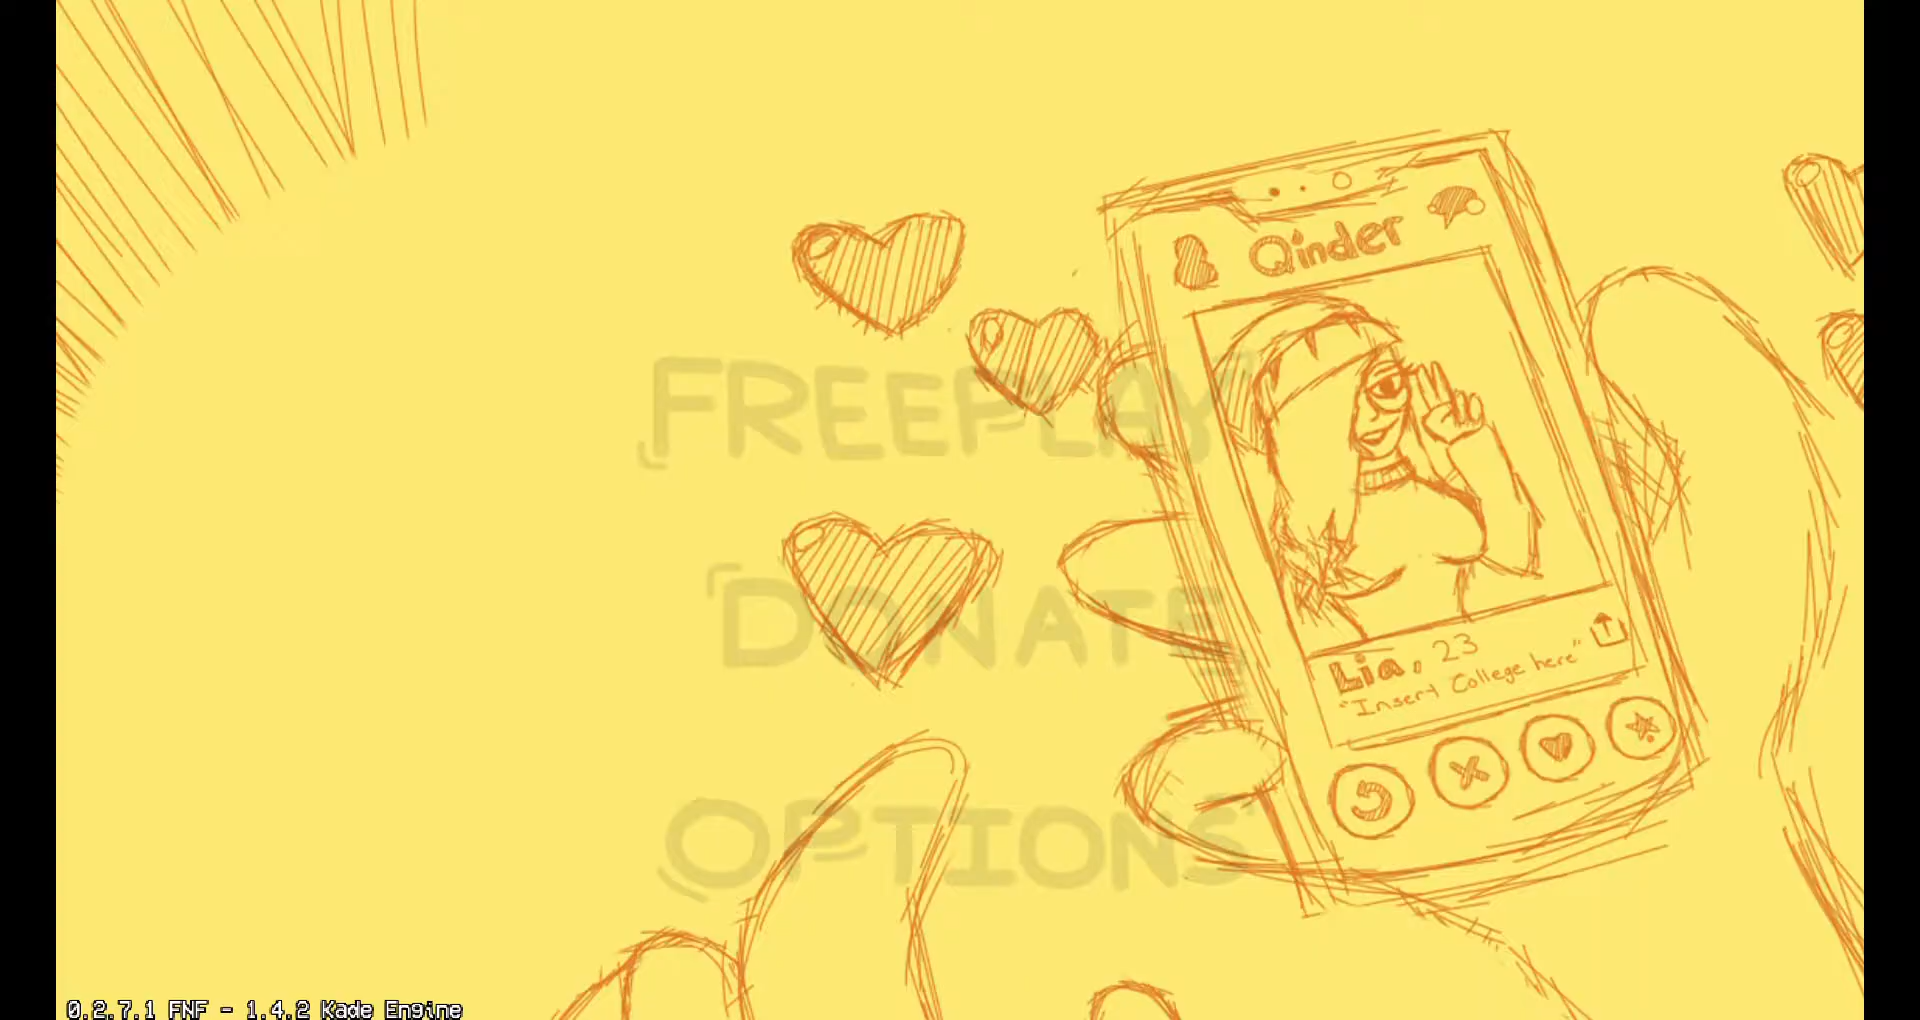 Qinder
FREEPLAY
DONATE
Lia, 23
"Insert College here"
OPTIONS
0.2.7.1 FNF - 1.4.2 Kade Engine